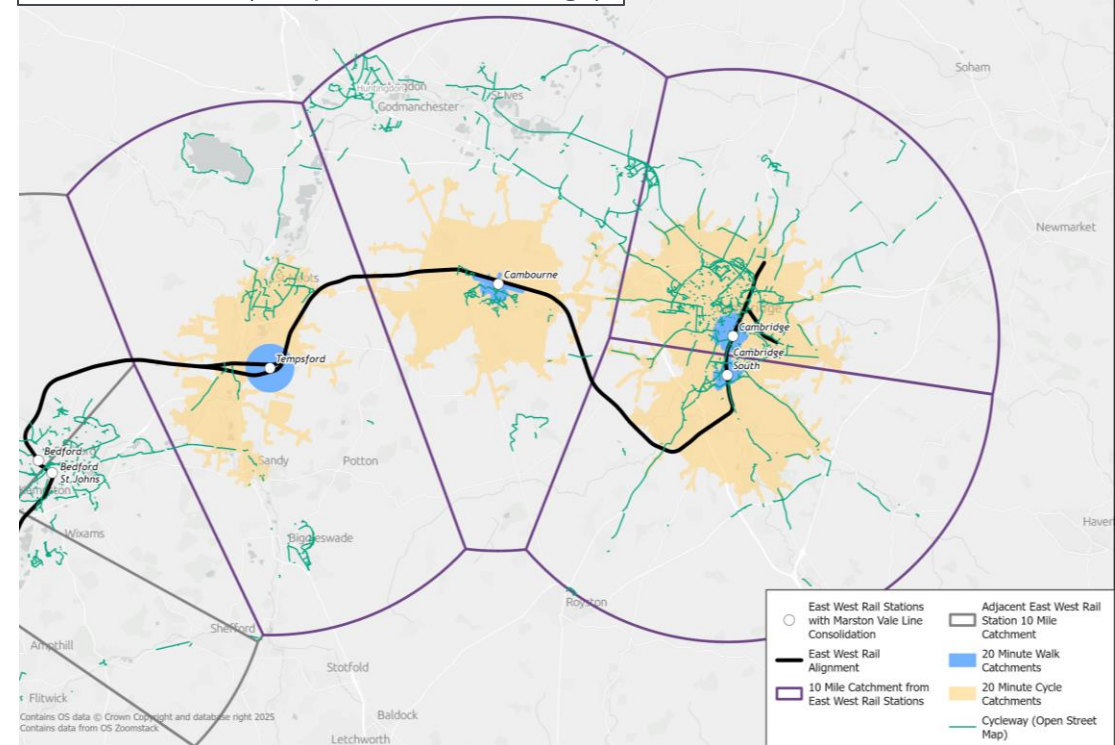 Soham
Huntingdon
Godmanchester
St Ives
Newmarket
Cambourne
Cambridge
Cambridge
South
Tempsford
Bedford
Bedford
St. Johns
Sandy
Potton
Wixams
Biggleswade
Haver
Royston
Shefford
Ampthill
Stotfold
Flitwick
Baldock
Letchworth
Contains OS data © Crown Copyright and database right 2025
Contains data from OS Zoomstack
East West Rail Stations
with Marston Vale Line
Consolidation
East West Rail
Alignment
10 Mile Catchment from
East West Rail Stations
Adjacent East West Rail
Station 10 Mile
Catchment
20 Minute Walk
Catchments
20 Minute Cycle
Catchments
Cycleway (Open Street
Map)